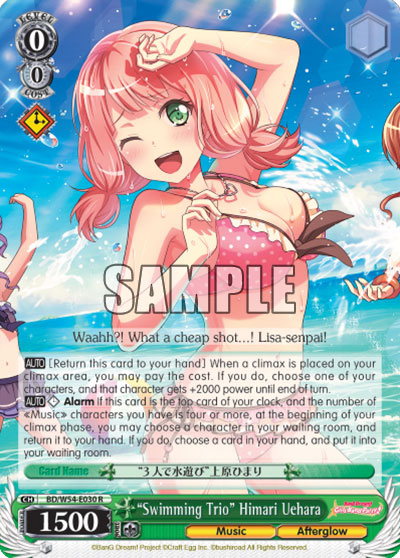 LEVEL
0
0
COST
SAMPLE
Waahh?! What a cheap shot...! Lisa-senpai!
AUTO [Return this card to your hand] When a climax is placed on
your climax area, you may pay the cost. If you do, choose one of your
characters, and that character gets +2000 power until end of turn.
AUTO Alarm If this card is the top card of your clock, and the number of
«Music» characters you have is four or more, at the beginning of your
climax phase, you may choose a character in your waiting room, and
return it to your hand. If you do, choose a card in your hand, and put it
into your waiting room.
Card Name "3人で水遊び"上原ひまり
CH BD/W54-E030 R
POWER 1500 "Swimming Trio" Himari Uehara
Music Afterglow
©BanG Dream! Project ©Craft Egg Inc. ©bushiroad All Rights Reserved.